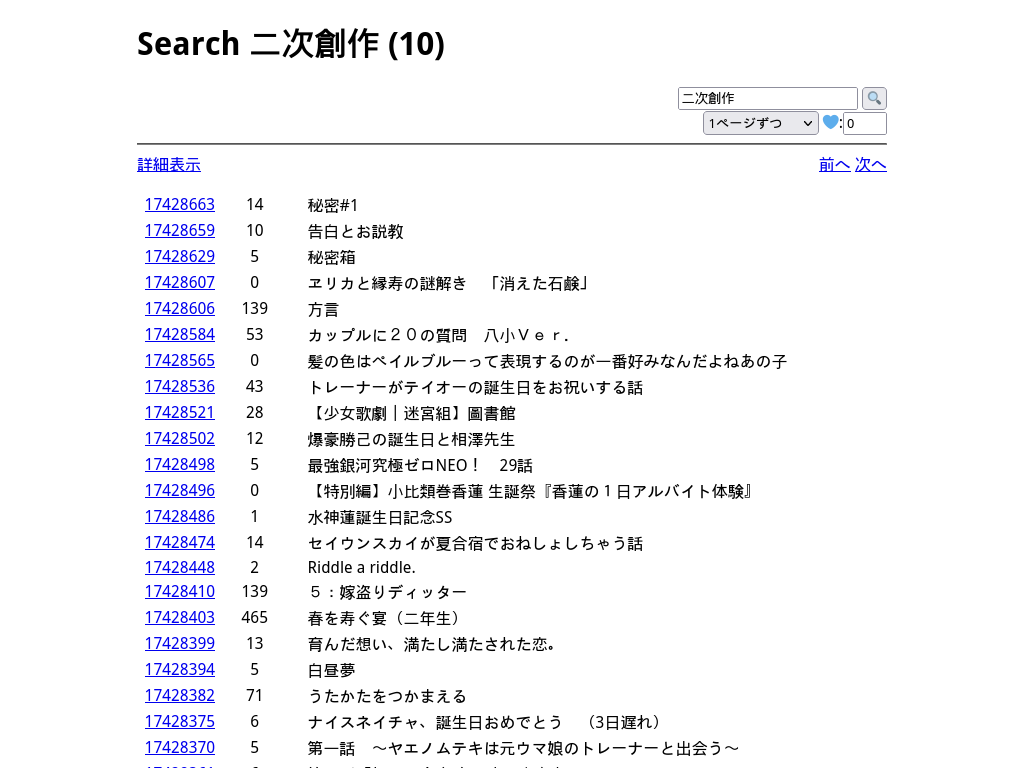 Search 二次創作 (10)
二次創作
1ページずつ
: 0
詳細表示 前へ 次へ
17428663 14 秘密#1
17428659 10 告白とお説教
17428629 5 秘密箱
17428607 0 ヱリカと縁寿の謎解き　「消えた石鹸」
17428606 139 方言
17428584 53 カップルに２０の質問　八小Ｖｅｒ．
17428565 0 髪の色はペイルブルーって表現するのが一番好みなんだよねあの子
17428536 43 トレーナーがテイオーの誕生日をお祝いする話
17428521 28 【少女歌劇｜迷宮組】圖書館
17428502 12 爆豪勝己の誕生日と相澤先生
17428498 5 最強銀河究極ゼロNEO！　29話
17428496 0 【特別編】小比類巻香蓮 生誕祭『香蓮の１日アルバイト体験』
17428486 1 水神蓮誕生日記念SS
17428474 14 セイウンスカイが夏合宿でおねしょしちゃう話
17428448 2 Riddle a riddle.
17428410 139 ５：嫁盗りディッター
17428403 465 春を寿ぐ宴（二年生）
17428399 13 育んだ想い、満たし満たされた恋。
17428394 5 白昼夢
17428382 71 うたかたをつかまえる
17428375 6 ナイスネイチャ、誕生日おめでとう　（3日遅れ）
17428370 5 第一話　～ヤエノムテキは元ウマ娘のトレーナーと出会う～